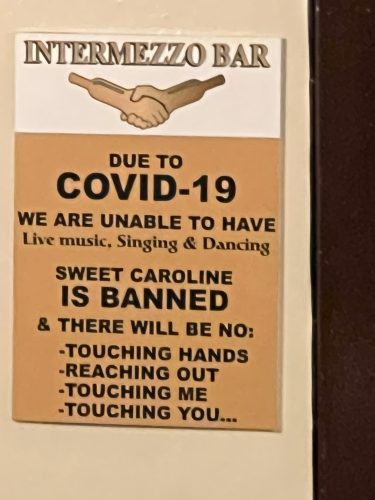 INTERMEZZO BAR
DUE TO
COVID-19
WE ARE UNABLE TO HAVE
Live music, Singing & Dancing
SWEET CAROLINE
IS BANNED
& THERE WILL BE NO:
-TOUCHING HANDS
-REACHING OUT
-TOUCHING ME
-TOUCHING YOU...